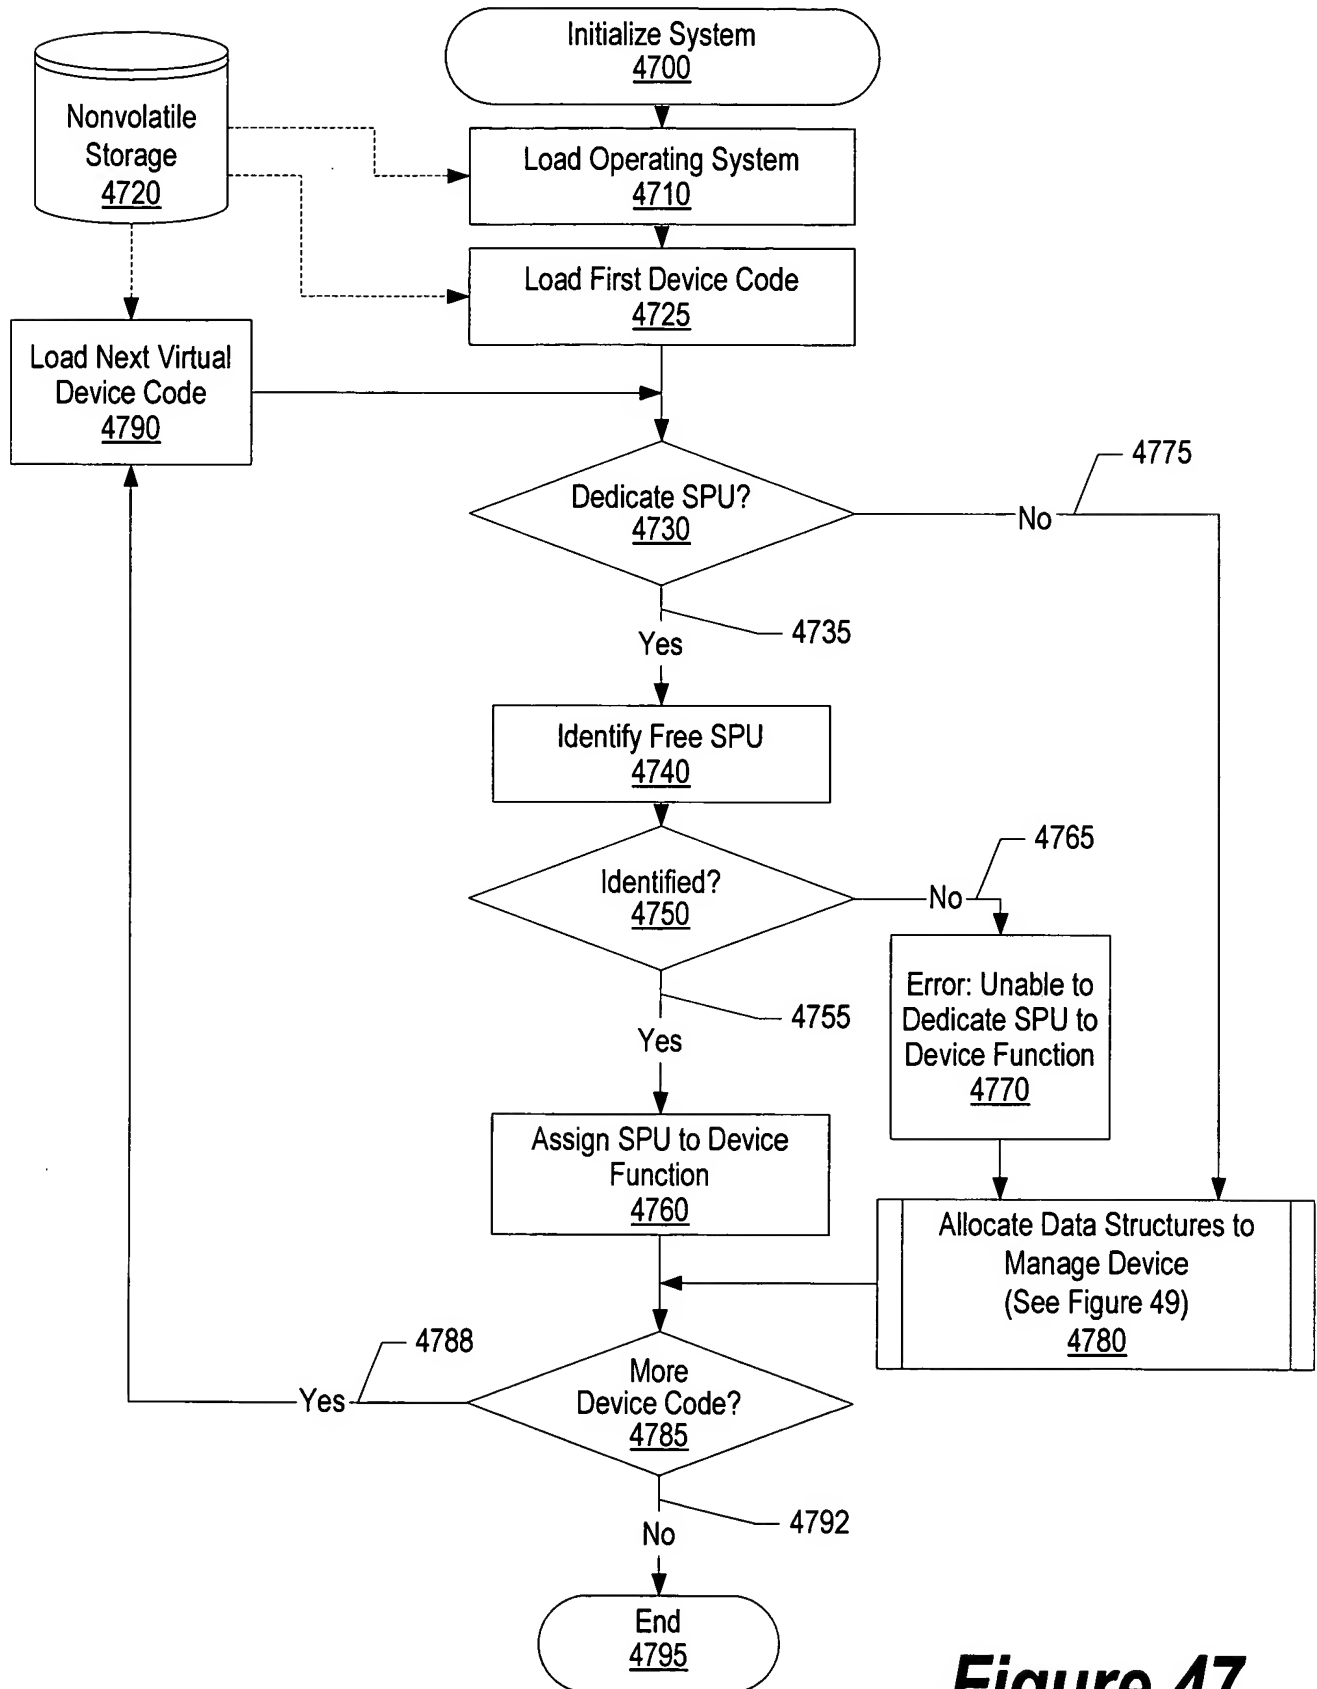 Initialize System
4700
Nonvolatile
Storage
4720
Load Operating System
4710
Load First Device Code
4725
Load Next Virtual
Device Code
4790
4775
Dedicate SPU?
4730
No
4735
Yes
Identify Free SPU
4740
4765
Identified?
4750
No
Error: Unable to
Dedicate SPU to
Device Function
4770
4755
Yes
Assign SPU to Device
Function
4760
Allocate Data Structures to
Manage Device
(See Figure 49)
4780
4788
More
Device Code?
4785
Yes
4792
No
End
4795
Figure 47